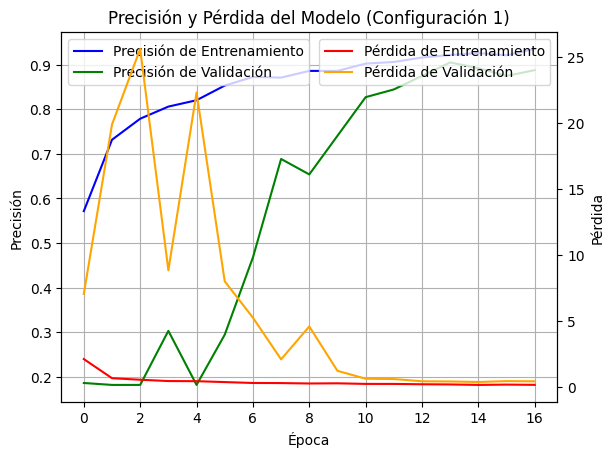 Precisión y Pérdida del Modelo (Configuración 1)
Precisión de Entrenamiento
Precisión de Validación
Pérdida de Entrenamiento
Pérdida de Validación
Precisión
0.9
0.8
0.7
0.6
0.5
0.4
0.3
0.2
25
20
15
10
5
0
Pérdida
0 2 4 6 8 10 12 14 16
Época